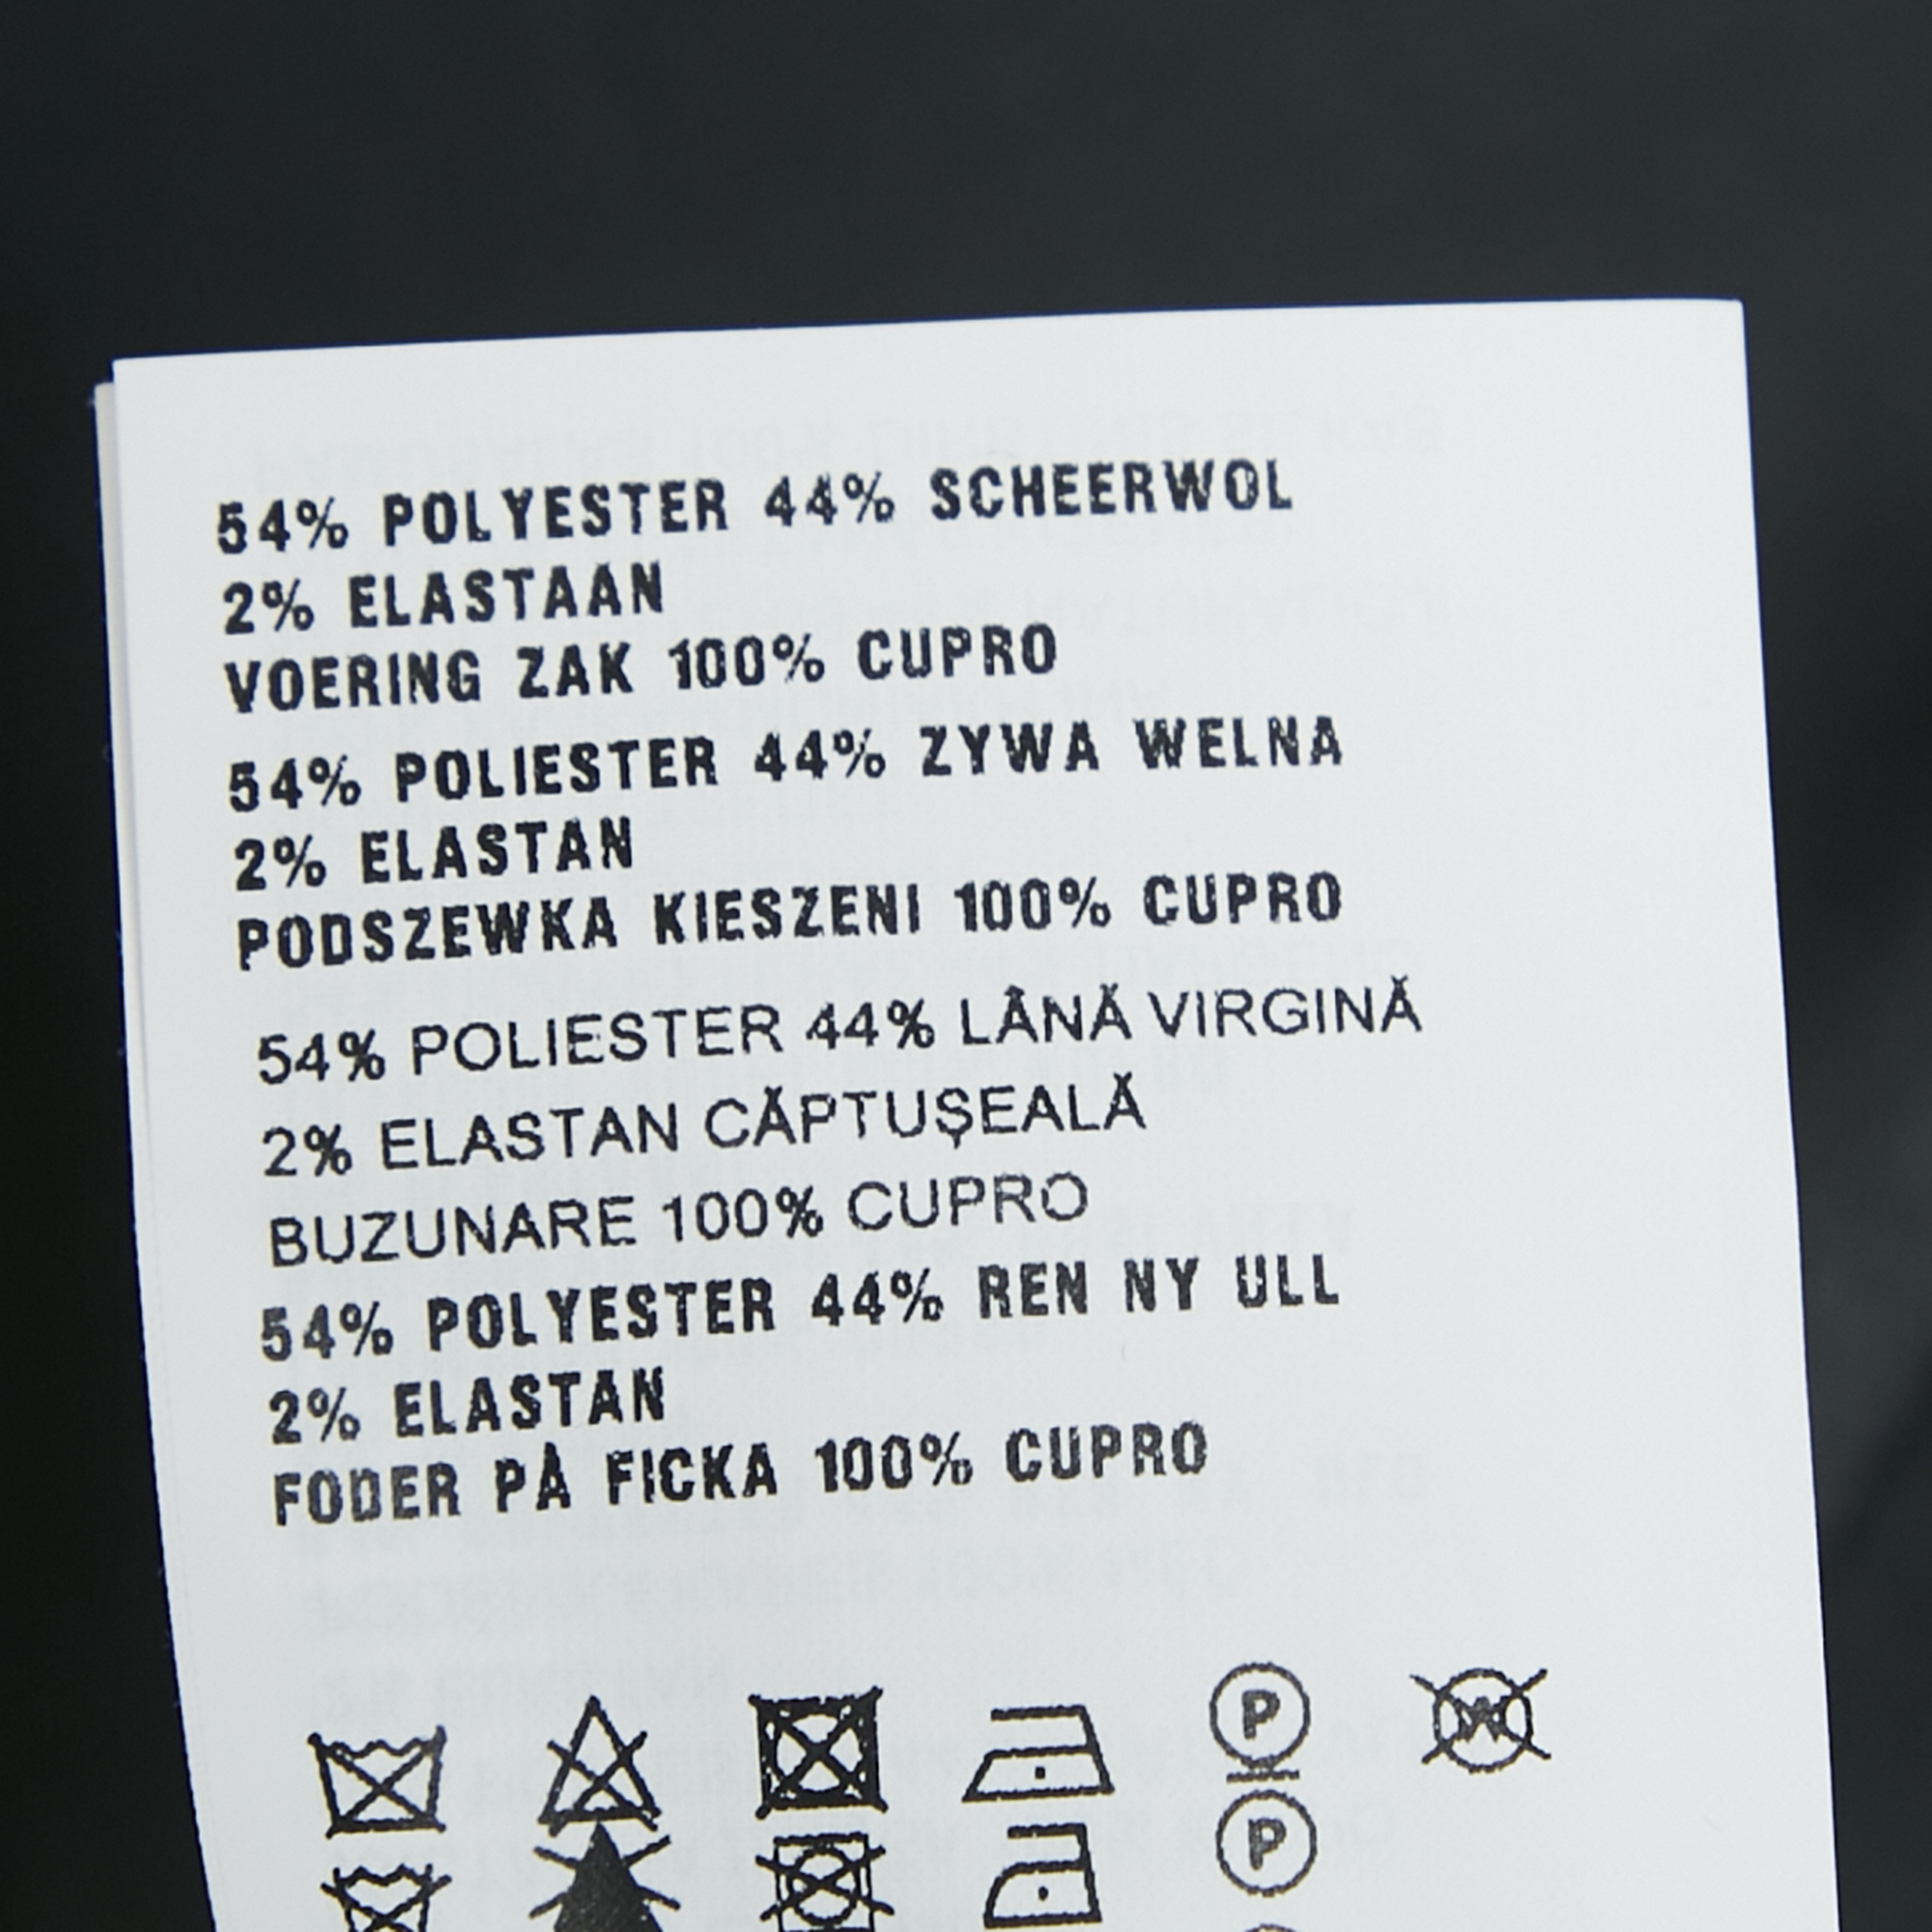 54% POLYESTER 44% SCHEERWOL
2% ELASTAAN
VOERING ZAK 100% CUPRO
54% POLIESTER 44% ZYWA WELNA
2% ELASTAN
PODSZEWKA KIESZENI 100% CUPRO
54% POLIESTER 44% LÂNĂ VIRGINĂ
2% ELASTAN CĂPTUȘEALĂ
BUZUNARE 100% CUPRO
54% POLYESTER 44% REN NY ULL
2% ELASTAN
FODER PÅ FICKA 100% CUPRO
P W
P